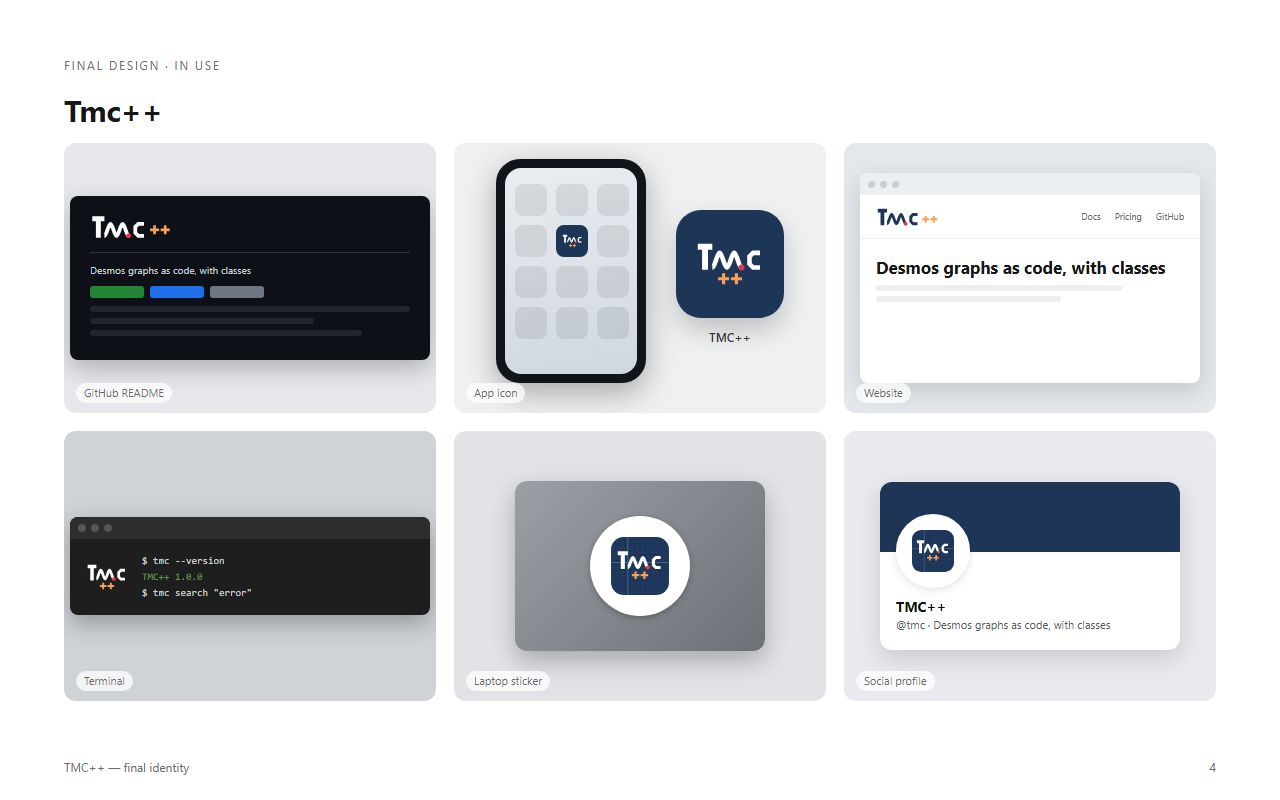 FINAL DESIGN · IN USE
Tmc++
Tmc ++
Desmos graphs as code, with classes
GitHub README
Tmc
++
Tmc
++
TMC++
App icon
Tmc ++
Docs Pricing GitHub
Desmos graphs as code, with classes
Website
Tmc
++
$ tmc --version
TMC++ 1.0.0
$ tmc search "error"
Terminal
Tmc
++
Laptop sticker
Tmc
++
TMC++
@tmc · Desmos graphs as code, with classes
Social profile
TMC++ — final identity
4